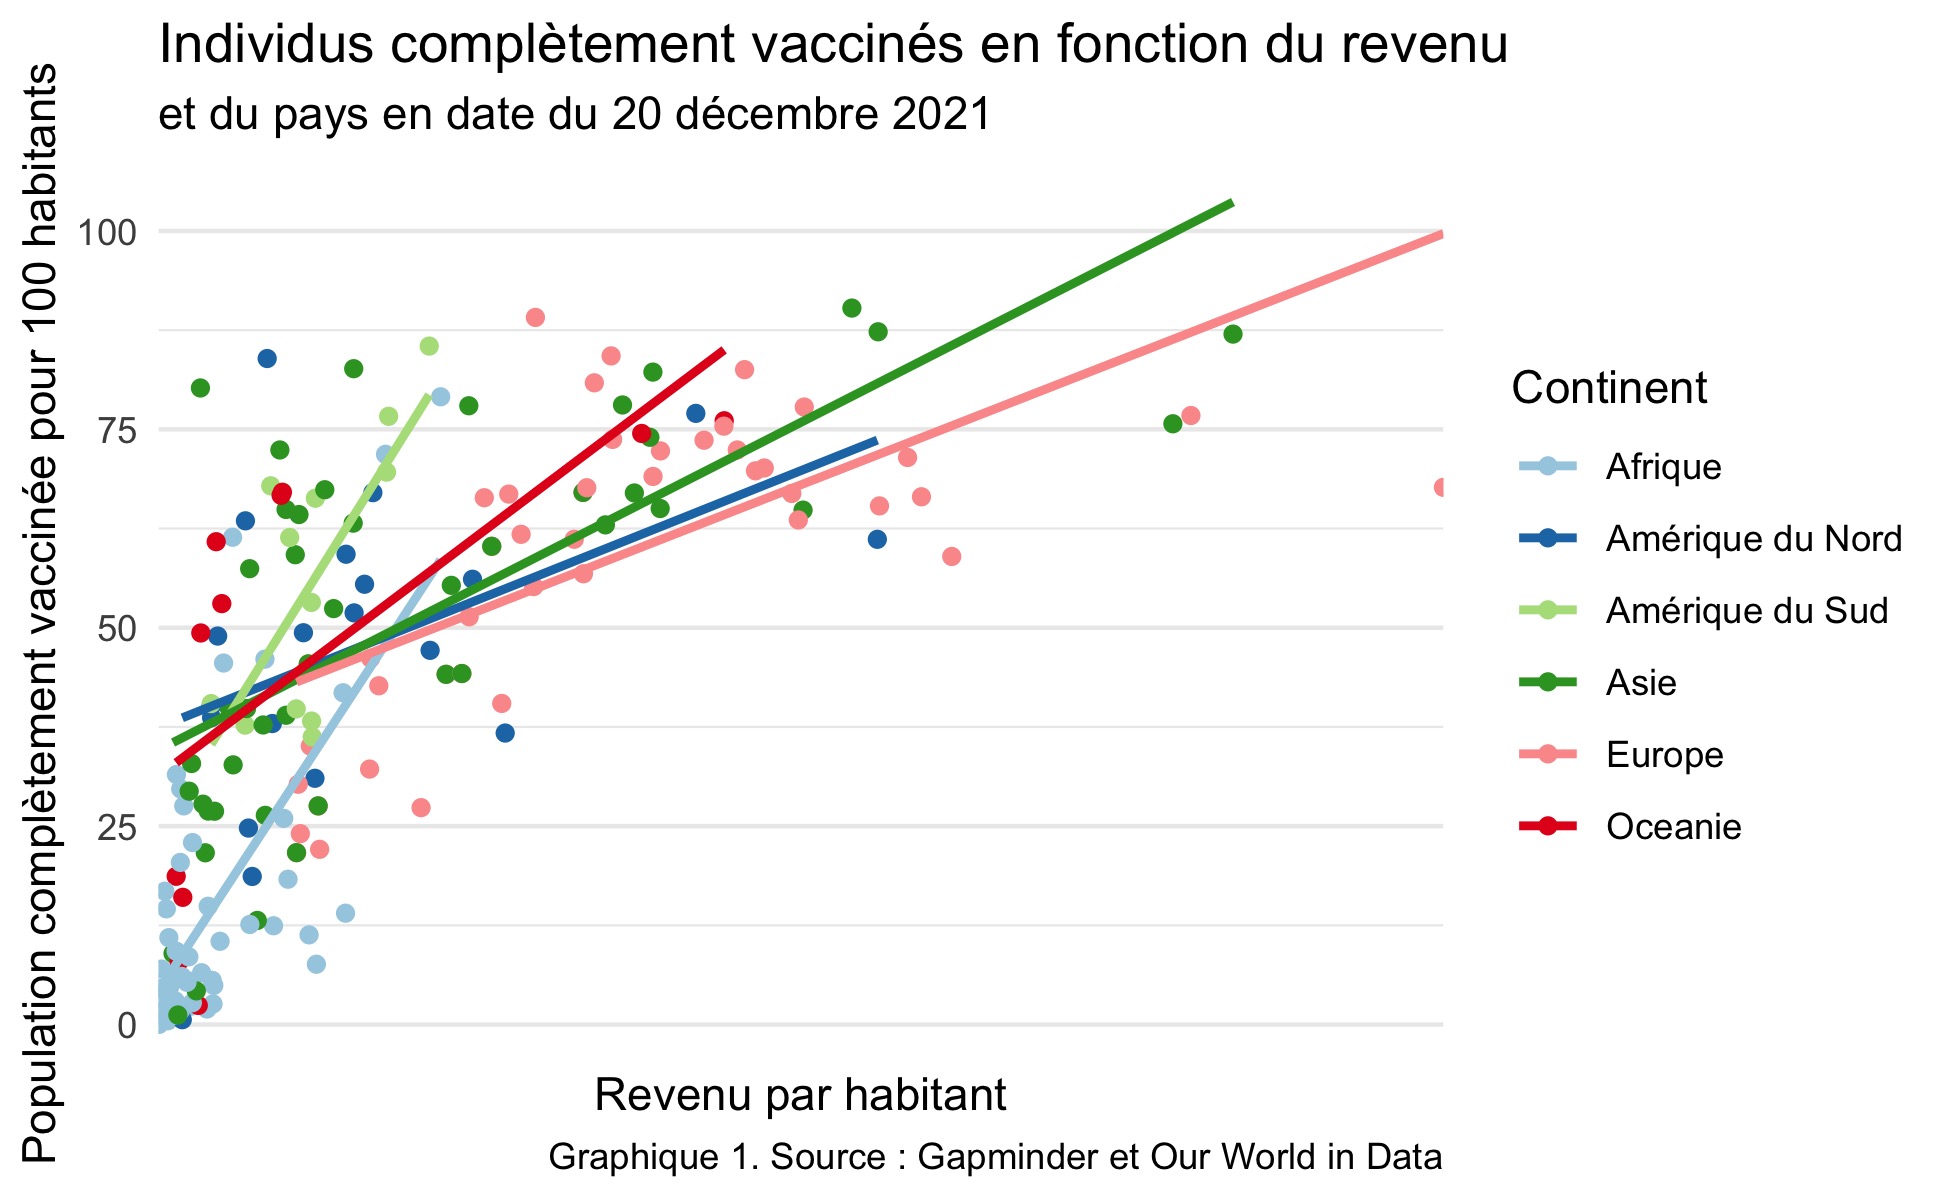 Individus complètement vaccinés en fonction du revenu
et du pays en date du 20 décembre 2021
Population complètement vaccinée pour 100 habitants
100
75
50
25
0
Revenu par habitant
Graphique 1. Source : Gapminder et Our World in Data
Continent
Afrique
Amérique du Nord
Amérique du Sud
Asie
Europe
Oceanie